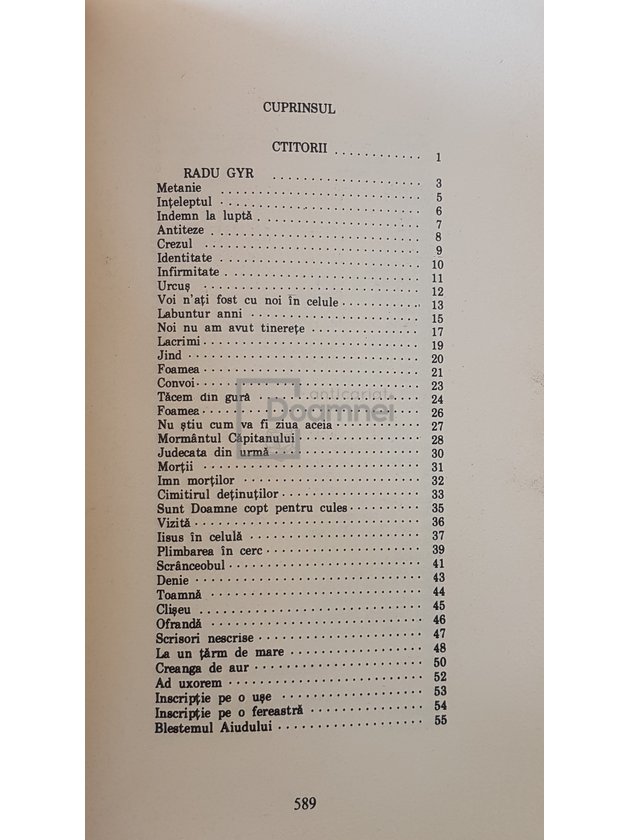 CUPRINSUL
CTITORII ............ 1
RADU GYR .................... 3
Metanie ............................ 5
Ințeleptul ............................ 6
Indemn la luptă ........................ 7
Antiteze .............................. 8
Crezul .............................. 9
Identitate ............................ 10
Infirmitate ............................ 11
Urcuș .............................. 12
Voi n'ați fost cu noi în celule ............ 13
Labuntur anni ........................ 15
Noi nu am avut tinerețe ................ 17
Lacrimi .............................. 19
Jind ................................ 20
Foamea .............................. 21
Convoi .............................. 23
Tăcem din gură ...................... 24
Foamea .............................. 26
Nu știu cum va fi ziua aceia ............ 27
Mormântul Căpitanului ................ 28
Judecata din urmă .................... 30
Morții .............................. 31
Imn morților ........................ 32
Cimitirul deținuților .................. 33
Sunt Doamne copt pentru cules .......... 35
Vizită .............................. 36
Iisus în celulă ........................ 37
Plimbarea în cerc .................... 39
Scrânceobul .......................... 41
Denie .............................. 43
Toamnă ............................ 44
Clișeu .............................. 45
Ofrandă ............................ 46
Scrisori nescrise ...................... 47
La un țărm de mare .................. 48
Creanga de aur ...................... 50
Ad uxorem .......................... 52
Inscripție pe o ușe .................... 53
Inscripție pe o fereastră ................ 54
Blestemul Aiudului .................... 55
anticariat
Doamnei
589